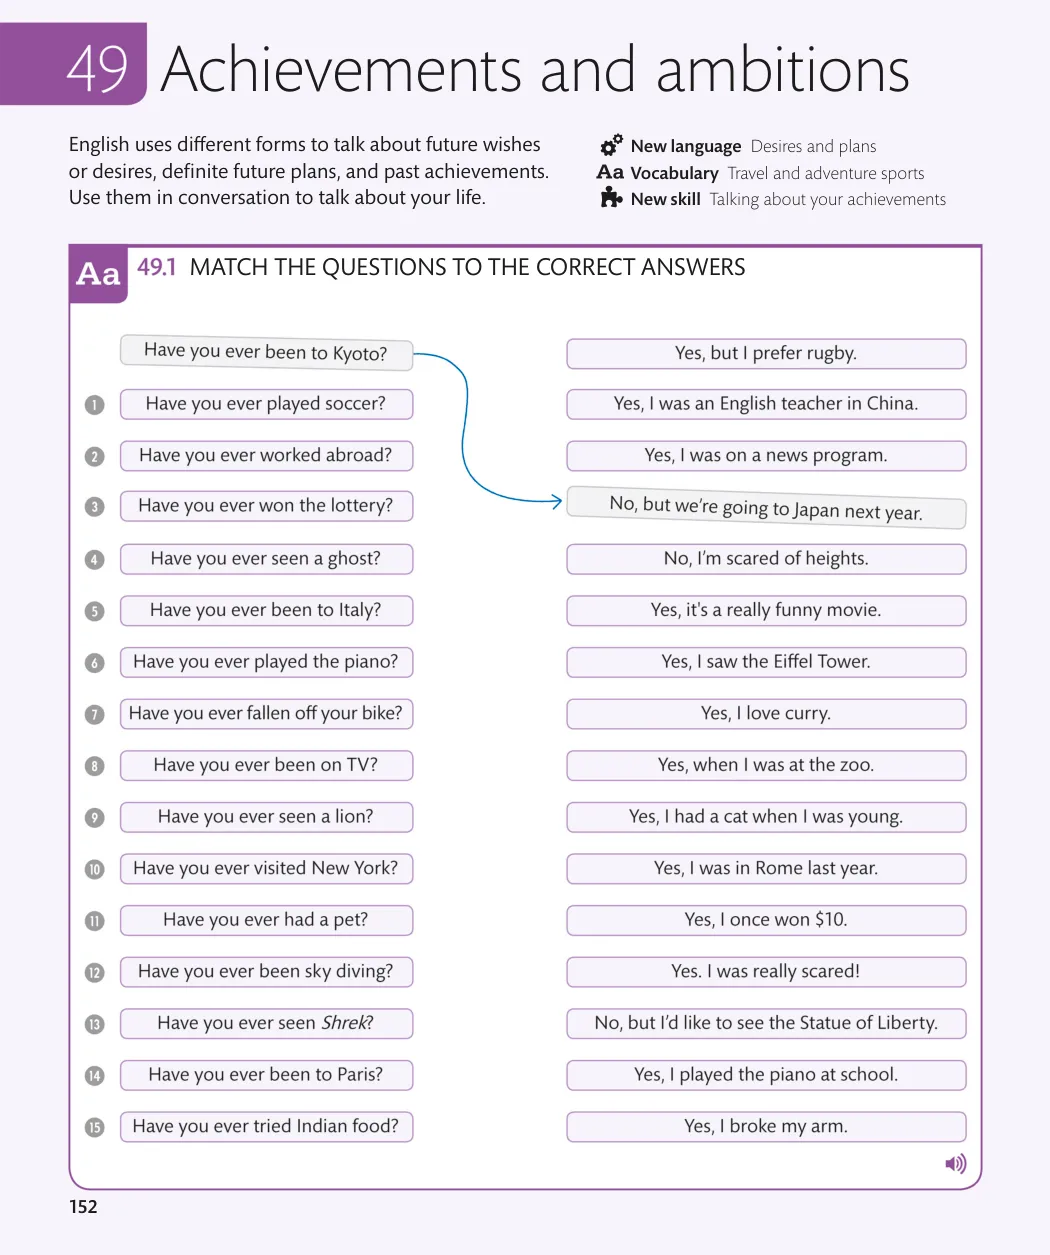 49 Achievements and ambitions
English uses different forms to talk about future wishes
or desires, definite future plans, and past achievements.
Use them in conversation to talk about your life.
New language Desires and plans
Aa Vocabulary Travel and adventure sports
New skill Talking about your achievements
Aa 49.1 MATCH THE QUESTIONS TO THE CORRECT ANSWERS
Have you ever been to Kyoto?
1 Have you ever played soccer?
2 Have you ever worked abroad?
3 Have you ever won the lottery?
4 Have you ever seen a ghost?
5 Have you ever been to Italy?
6 Have you ever played the piano?
7 Have you ever fallen off your bike?
8 Have you ever been on TV?
9 Have you ever seen a lion?
10 Have you ever visited New York?
11 Have you ever had a pet?
12 Have you ever been sky diving?
13 Have you ever seen Shrek?
14 Have you ever been to Paris?
15 Have you ever tried Indian food?
Yes, but I prefer rugby.
Yes, I was an English teacher in China.
Yes, I was on a news program.
No, but we're going to Japan next year.
No, I'm scared of heights.
Yes, it's a really funny movie.
Yes, I saw the Eiffel Tower.
Yes, I love curry.
Yes, when I was at the zoo.
Yes, I had a cat when I was young.
Yes, I was in Rome last year.
Yes, I once won $10.
Yes. I was really scared!
No, but I'd like to see the Statue of Liberty.
Yes, I played the piano at school.
Yes, I broke my arm.
152